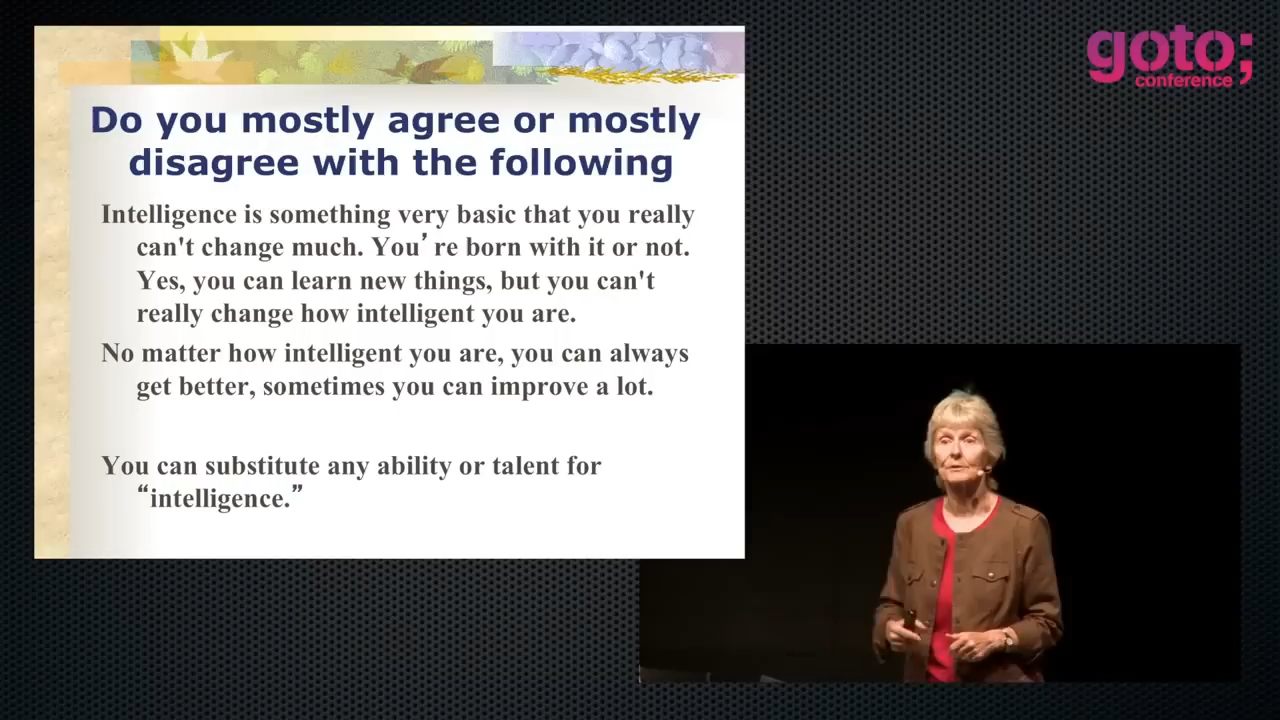 goto;
conference
Do you mostly agree or mostly
disagree with the following
Intelligence is something very basic that you really
can't change much. You’re born with it or not.
Yes, you can learn new things, but you can't
really change how intelligent you are.
No matter how intelligent you are, you can always
get better, sometimes you can improve a lot.
You can substitute any ability or talent for
“intelligence.”